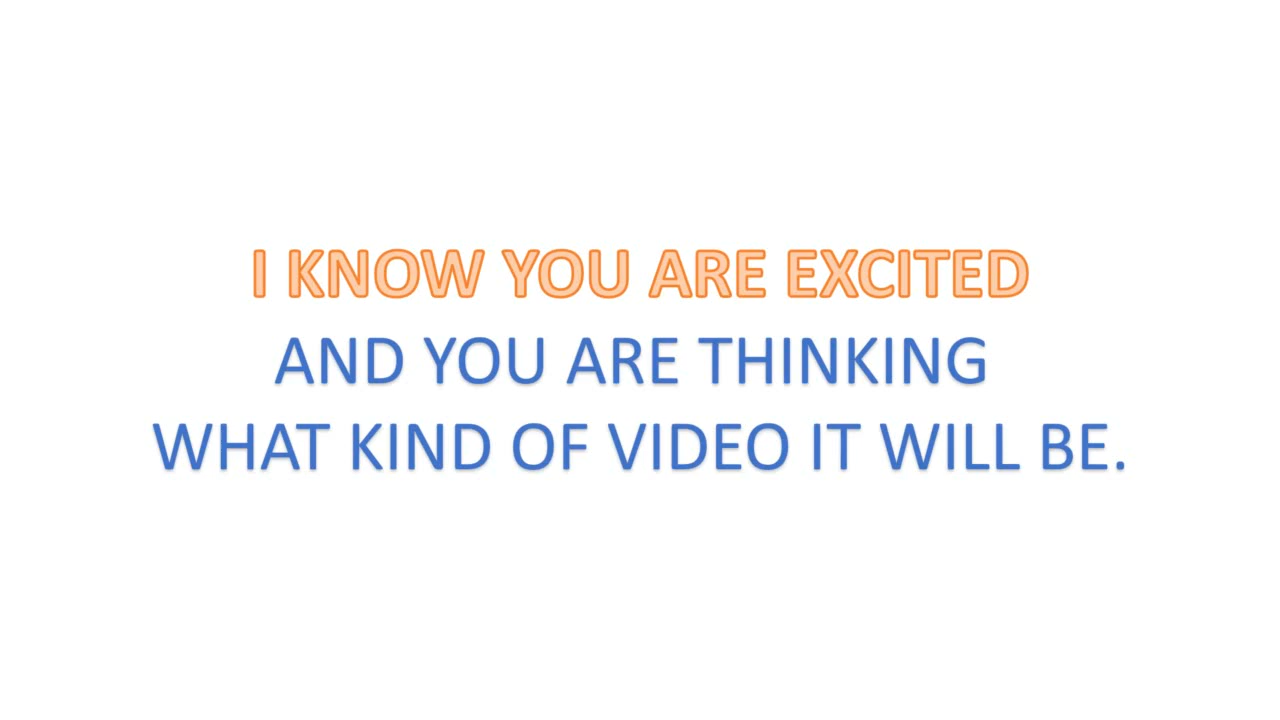 I KNOW YOU ARE EXCITED
AND YOU ARE THINKING
WHAT KIND OF VIDEO IT WILL BE.